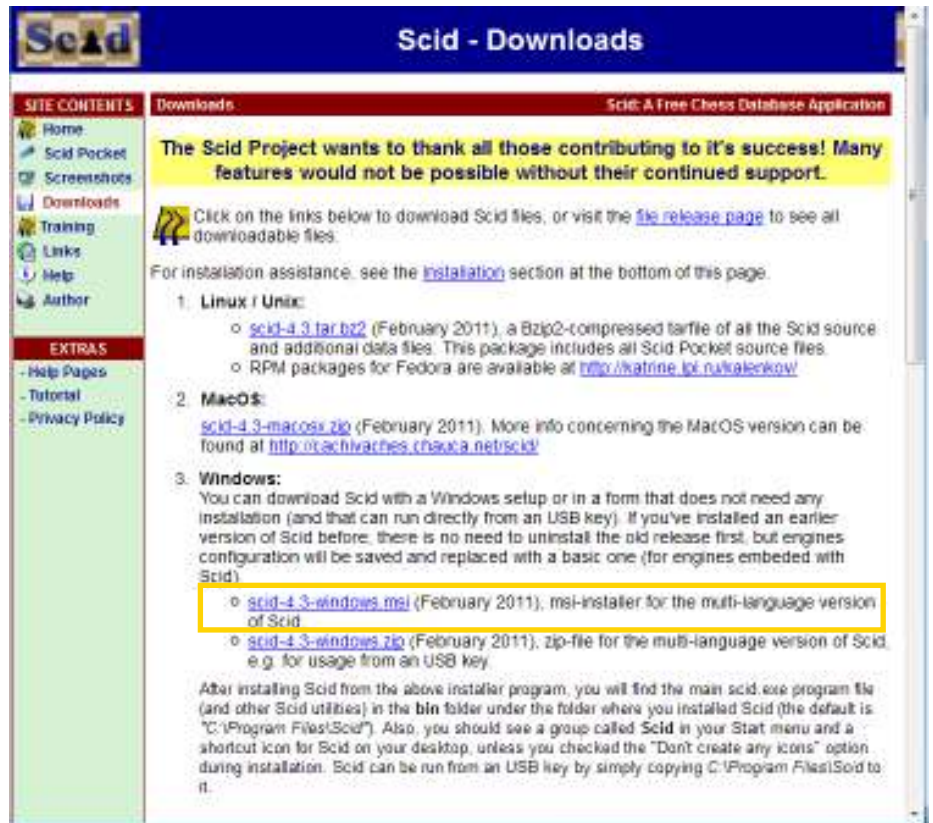 Scid
Scid - Downloads
SITE CONTENTS
Home
Scid Pocket
Screenshots
Downloads
Training
Links
Help
Author
EXTRAS
- Help Pages
- Tutorial
- Privacy Policy
Downloads
Scid: A Free Chess Database Application
The Scid Project wants to thank all those contributing to it's success! Many
features would not be possible without their continued support.
Click on the links below to download Scid files, or visit the file release page to see all
downloadable files.
For installation assistance, see the Installation section at the bottom of this page.
1. Linux / Unix:
scid-4.3.tar.bz2 (February 2011), a Bzip2-compressed tarfile of all the Scid source
and additional data files. This package includes all Scid Pocket source files.
RPM packages for Fedora are available at http://katrine.lpi.ru/kalenkov/
2. MacOS:
scid-4.3-macosx.zip (February 2011). More info concerning the MacOS version can be
found at http://cachivaches.chauca.net/scid/
3. Windows:
You can download Scid with a Windows setup or in a form that does not need any
installation (and that can run directly from an USB key). If you've installed an earlier
version of Scid before, there is no need to uninstall the old release first, but engines
configuration will be saved and replaced with a basic one (for engines embeded with
Scid)
scid-4.3-windows.msi (February 2011), msi-installer for the multi-language version
of Scid
scid-4.3-windows.zip (February 2011), zip-file for the multi-language version of Scid,
e.g. for usage from an USB key.
After installing Scid from the above installer program, you will find the main scid.exe program file
(and other Scid utilities) in the bin folder under the folder where you installed Scid (the default is
"C:\Program Files\Scid"). Also, you should see a group called Scid in your Start menu and a
shortcut icon for Scid on your desktop, unless you checked the "Don't create any icons" option
during installation. Scid can be run from an USB key by simply copying C:\Program Files\Scid to
it.